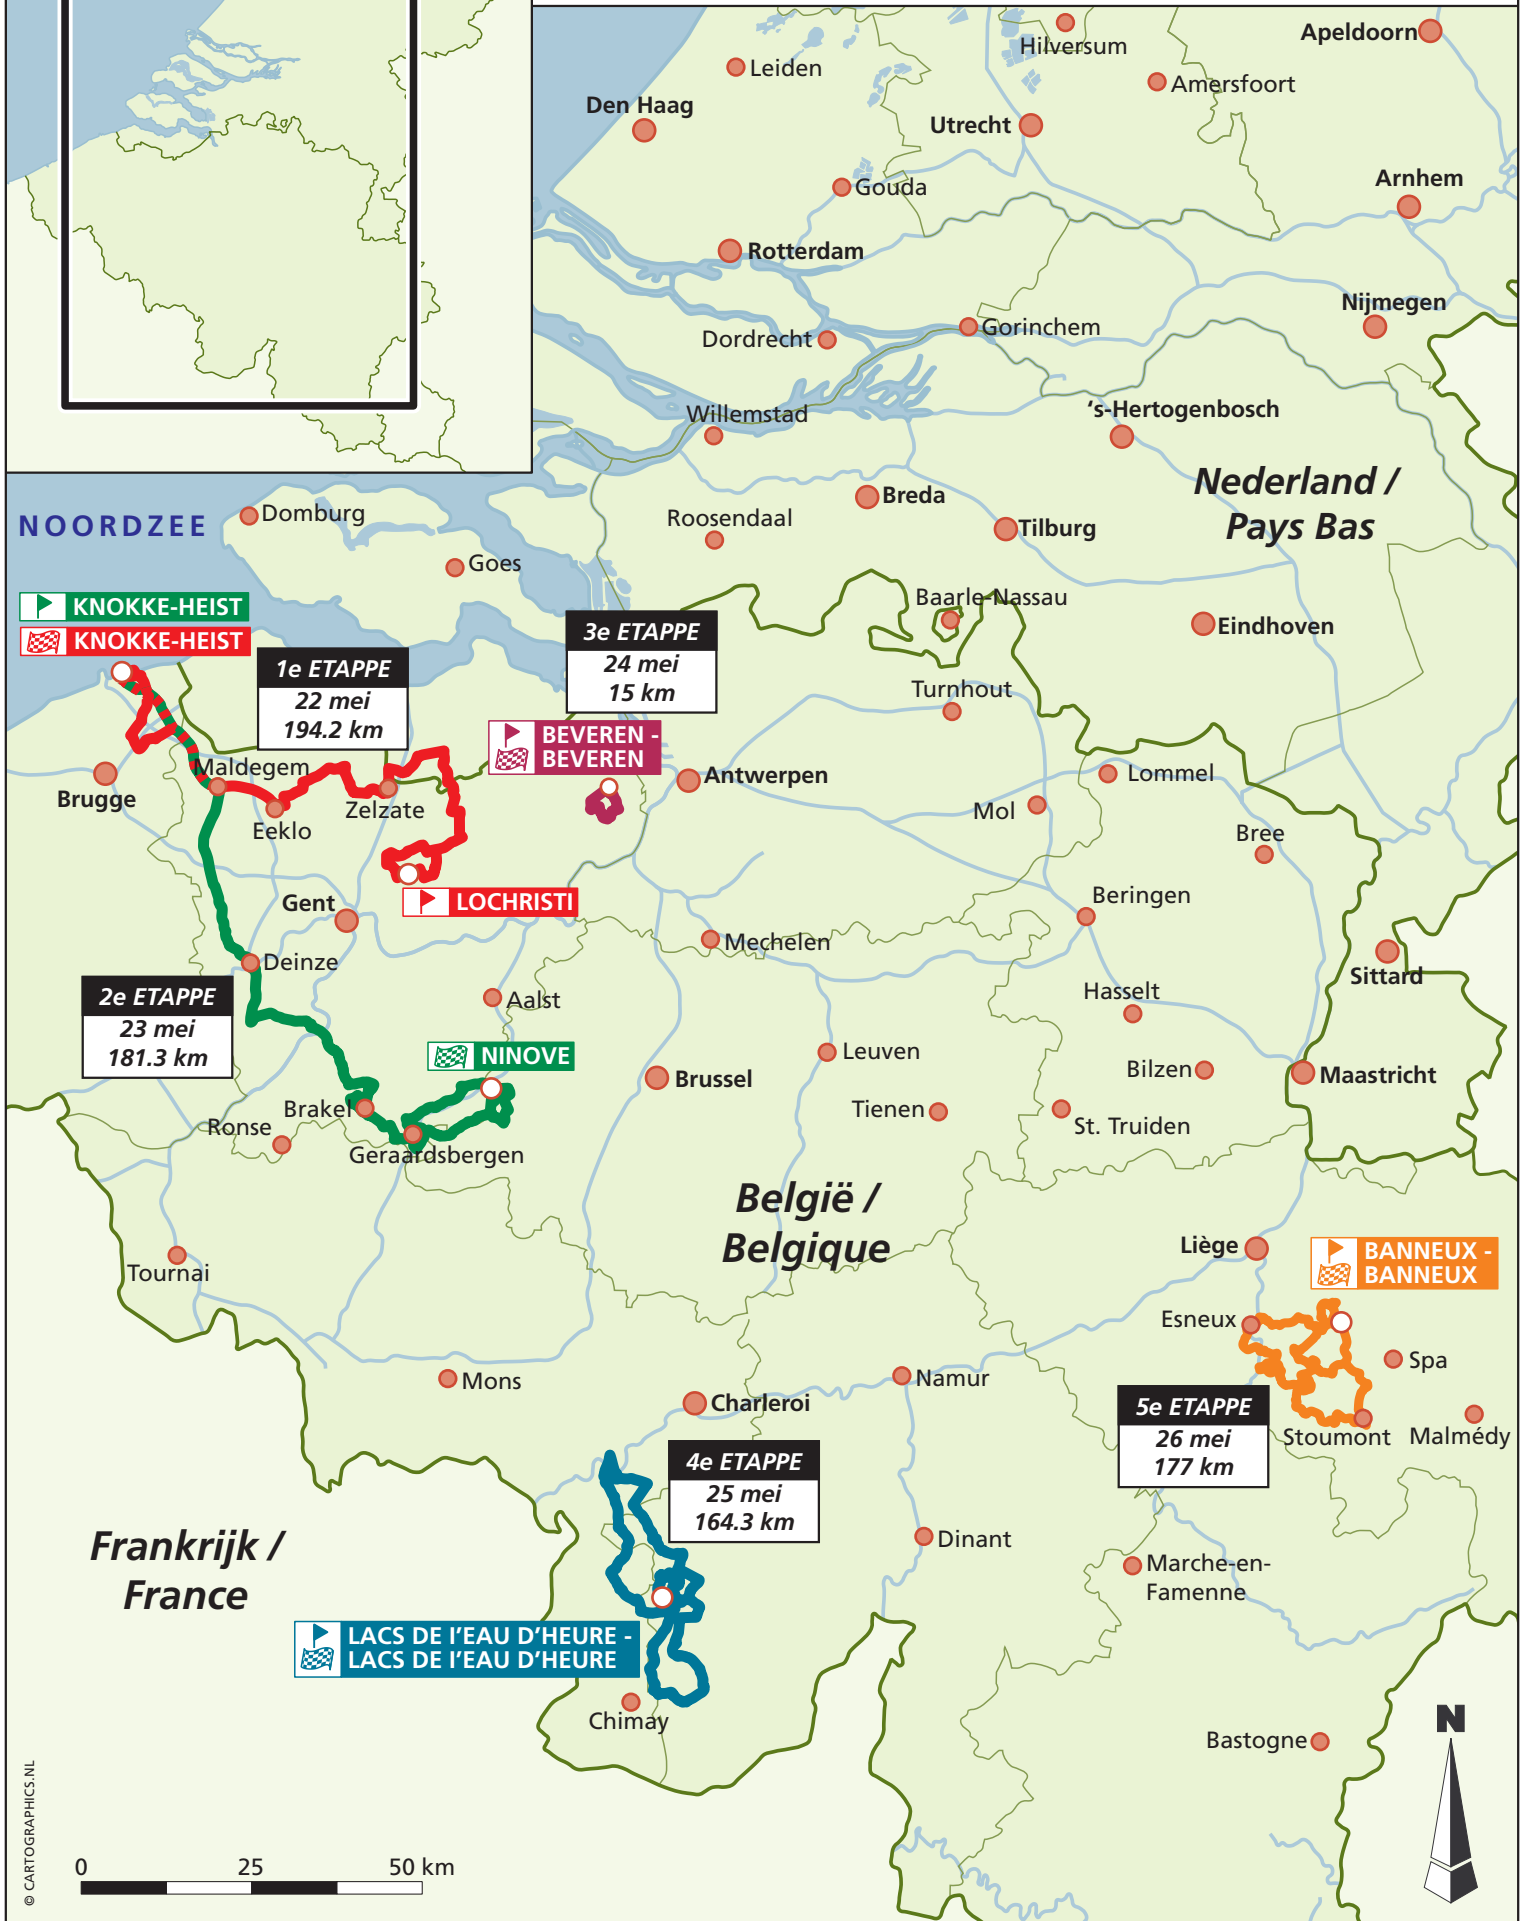 Apeldoorn
Hilversum
Leiden
Amersfoort
Den Haag
Utrecht
Arnhem
Gouda
Rotterdam
Nijmegen
Gorinchem
Dordrecht
Willemstad
‘s-Hertogenbosch
Nederland /
Pays Bas
Breda
Roosendaal
Tilburg
NOORDZEE
Domburg
Goes
KNOKKE-HEIST
KNOKKE-HEIST
Baarle-Nassau
Eindhoven
3e ETAPPE
24 mei
15 km
1e ETAPPE
22 mei
194.2 km
Turnhout
BEVEREN -
BEVEREN
Maldegem
Antwerpen
Lommel
Brugge
Zelzate
Eeklo
Mol
Bree
LOCHRISTI
Gent
Beringen
Mechelen
Deinze
Sittard
2e ETAPPE
23 mei
181.3 km
Aalst
Hasselt
NINOVE
Leuven
Brussel
Bilzen
Maastricht
Brakel
Tienen
St. Truiden
Ronse
Geraardsbergen
België /
Belgique
Liège
BANNEUX -
BANNEUX
Tournai
Esneux
Spa
Mons
Namur
Charleroi
5e ETAPPE
26 mei
177 km
Stoumont
Malmédy
4e ETAPPE
25 mei
164.3 km
Frankrijk /
France
Dinant
Marche-en-
Famenne
LACS DE l’EAU D’HEURE -
LACS DE l’EAU D’HEURE
Chimay
Bastogne
N
© CARTOGRAPHICS.NL
0 25 50 km